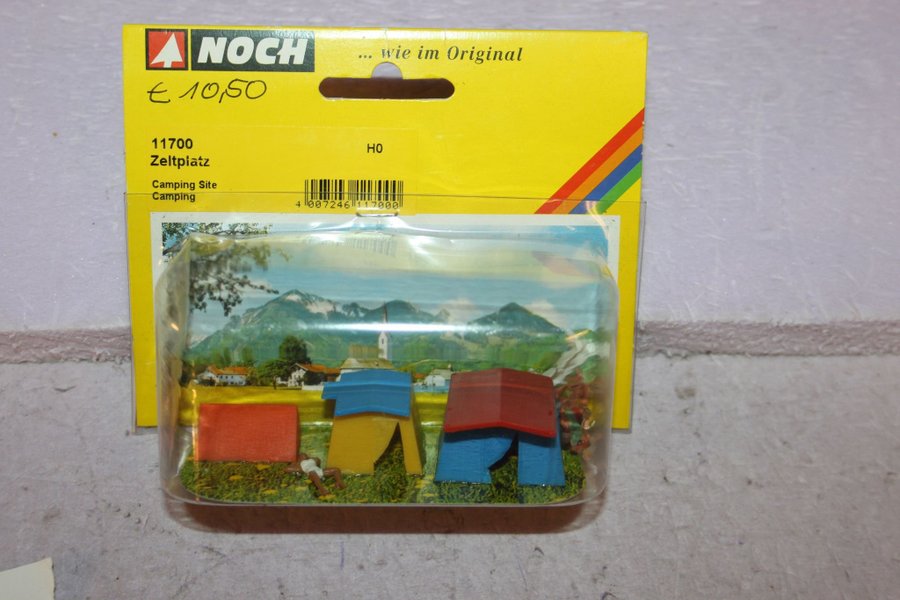 NOCH
... wie im Original
€ 10,50
11700
H0
Zeltplatz
Camping Site
Camping
4 007246 117000